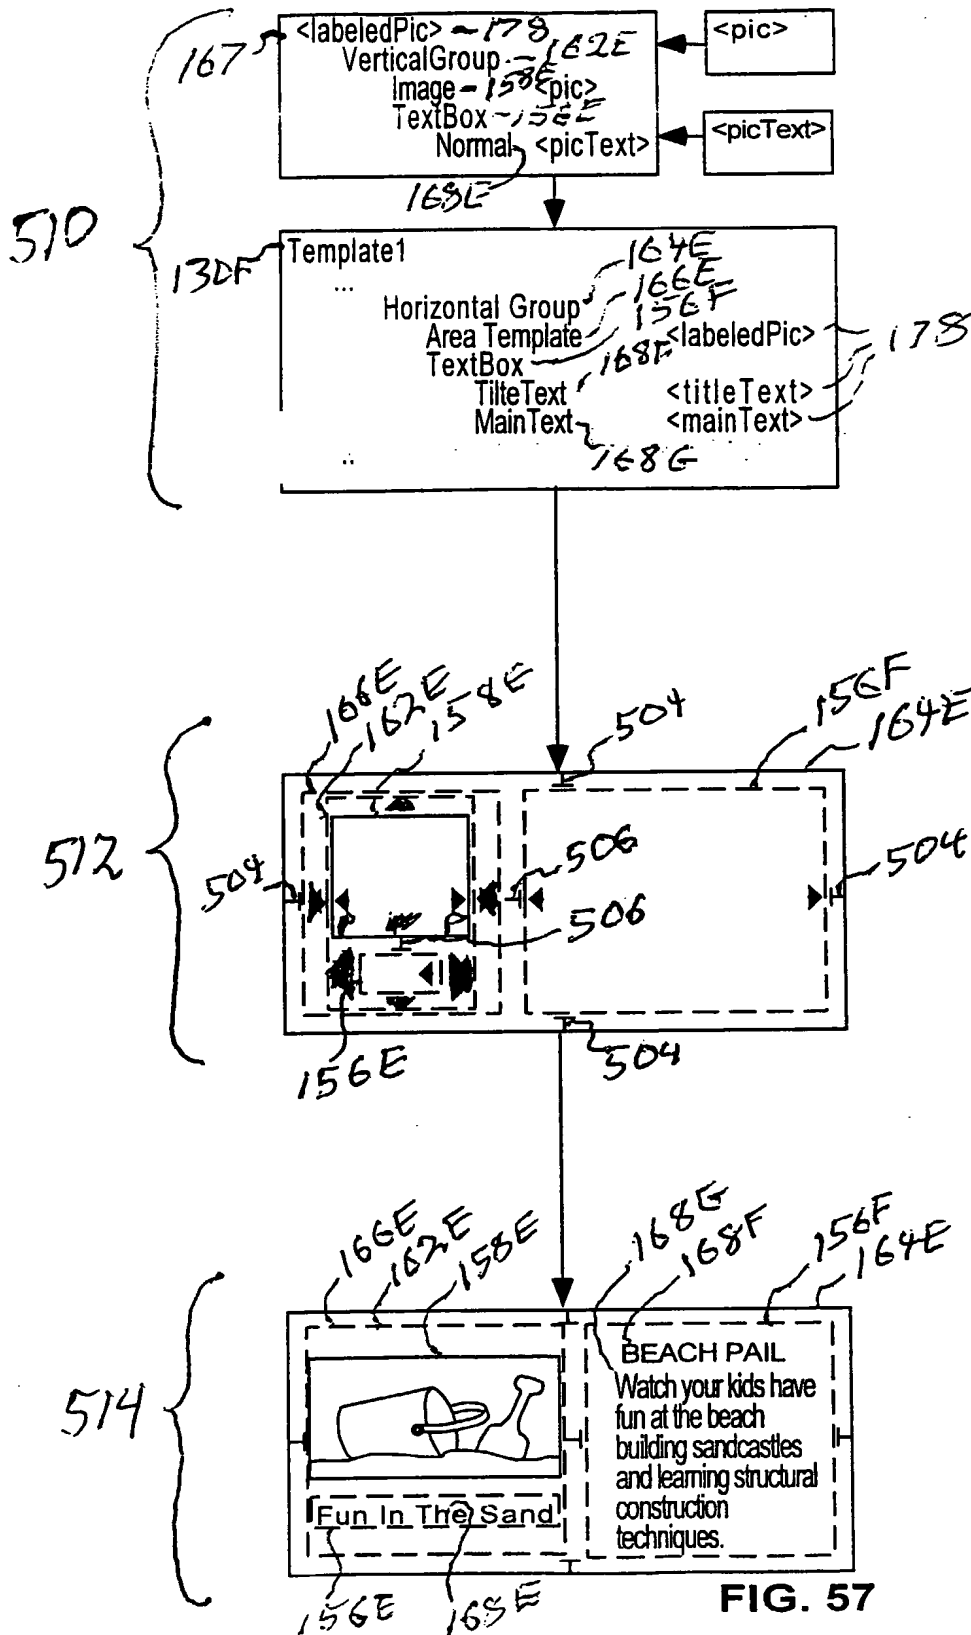 <labeledPic> - 178
<pic>
167
VerticalGroup - 162E
Image - 158E <pic>
TextBox - 156E
<picText>
Normal <picText>
168E
510
130F
Template1
...
164E
Horizontal Group
166E
Area Template
156F
<labeledPic>
178
TextBox
168F
TilteText
<titleText>
MainText
<mainText>
168G
..
166E
162E
158E
504
156F
164E
512
504
506
504
506
156E
504
166E
162E
158E
168G
168F
156F
164E
514
BEACH PAIL
Watch your kids have
fun at the beach
building sandcastles
and learning structural
construction
techniques.
Fun In The Sand
156E
168E
FIG. 57